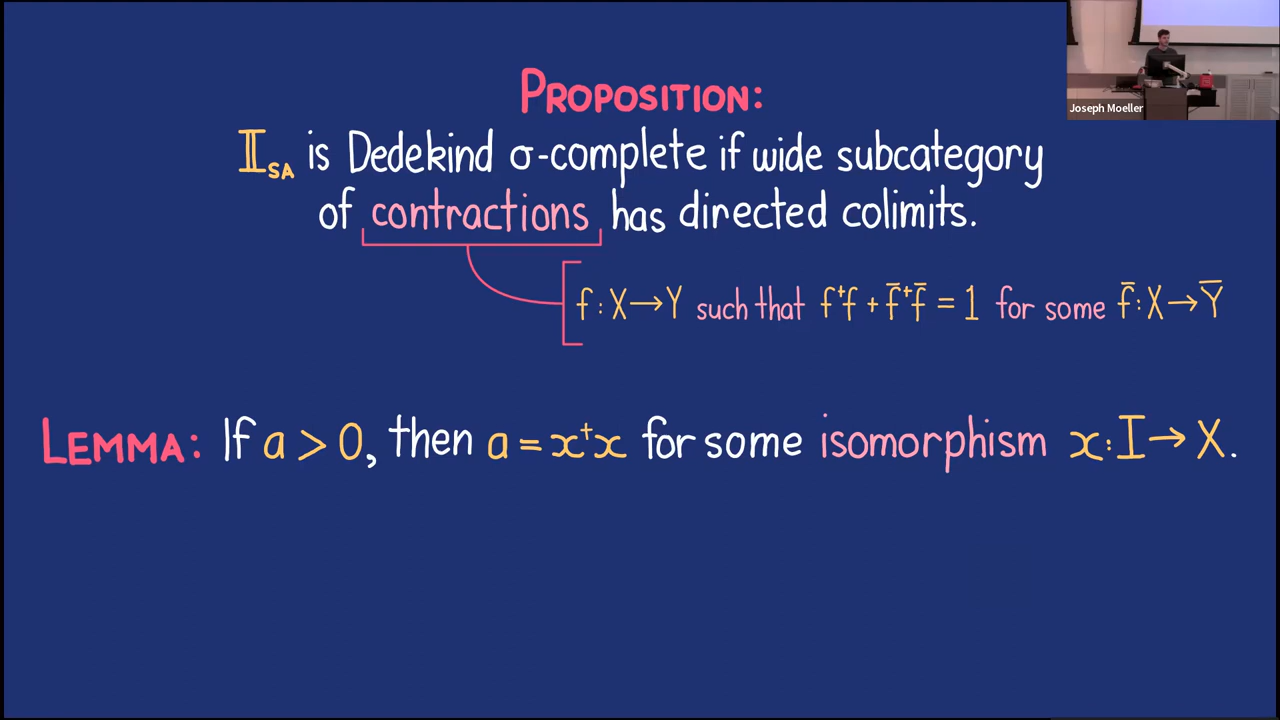 PROPOSITION:
𝕀SA is Dedekind σ-complete if wide subcategory
of contractions has directed colimits.
f : X → Y such that f†f + f̄†f̄ = 1 for some f̄ : X → Ȳ
LEMMA: If a > 0, then a = x†x for some isomorphism x : I → X.
Joseph Moeller